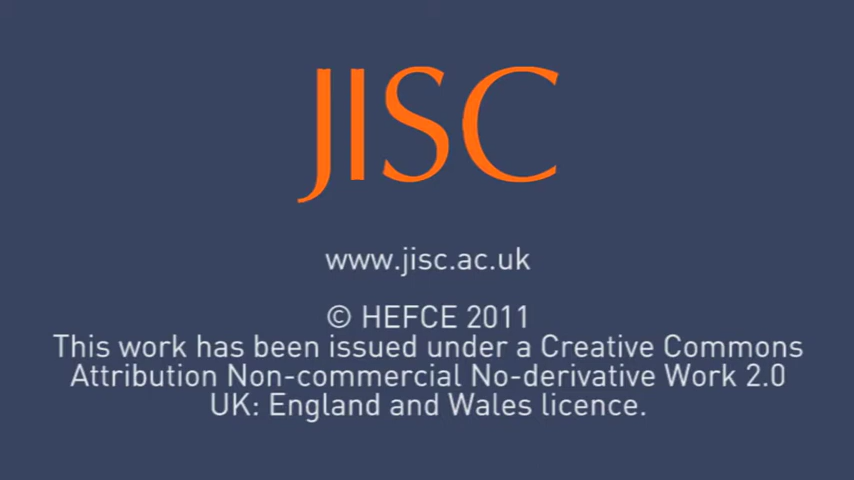 JISC
www.jisc.ac.uk
© HEFCE 2011
This work has been issued under a Creative Commons
Attribution Non-commercial No-derivative Work 2.0
UK: England and Wales licence.